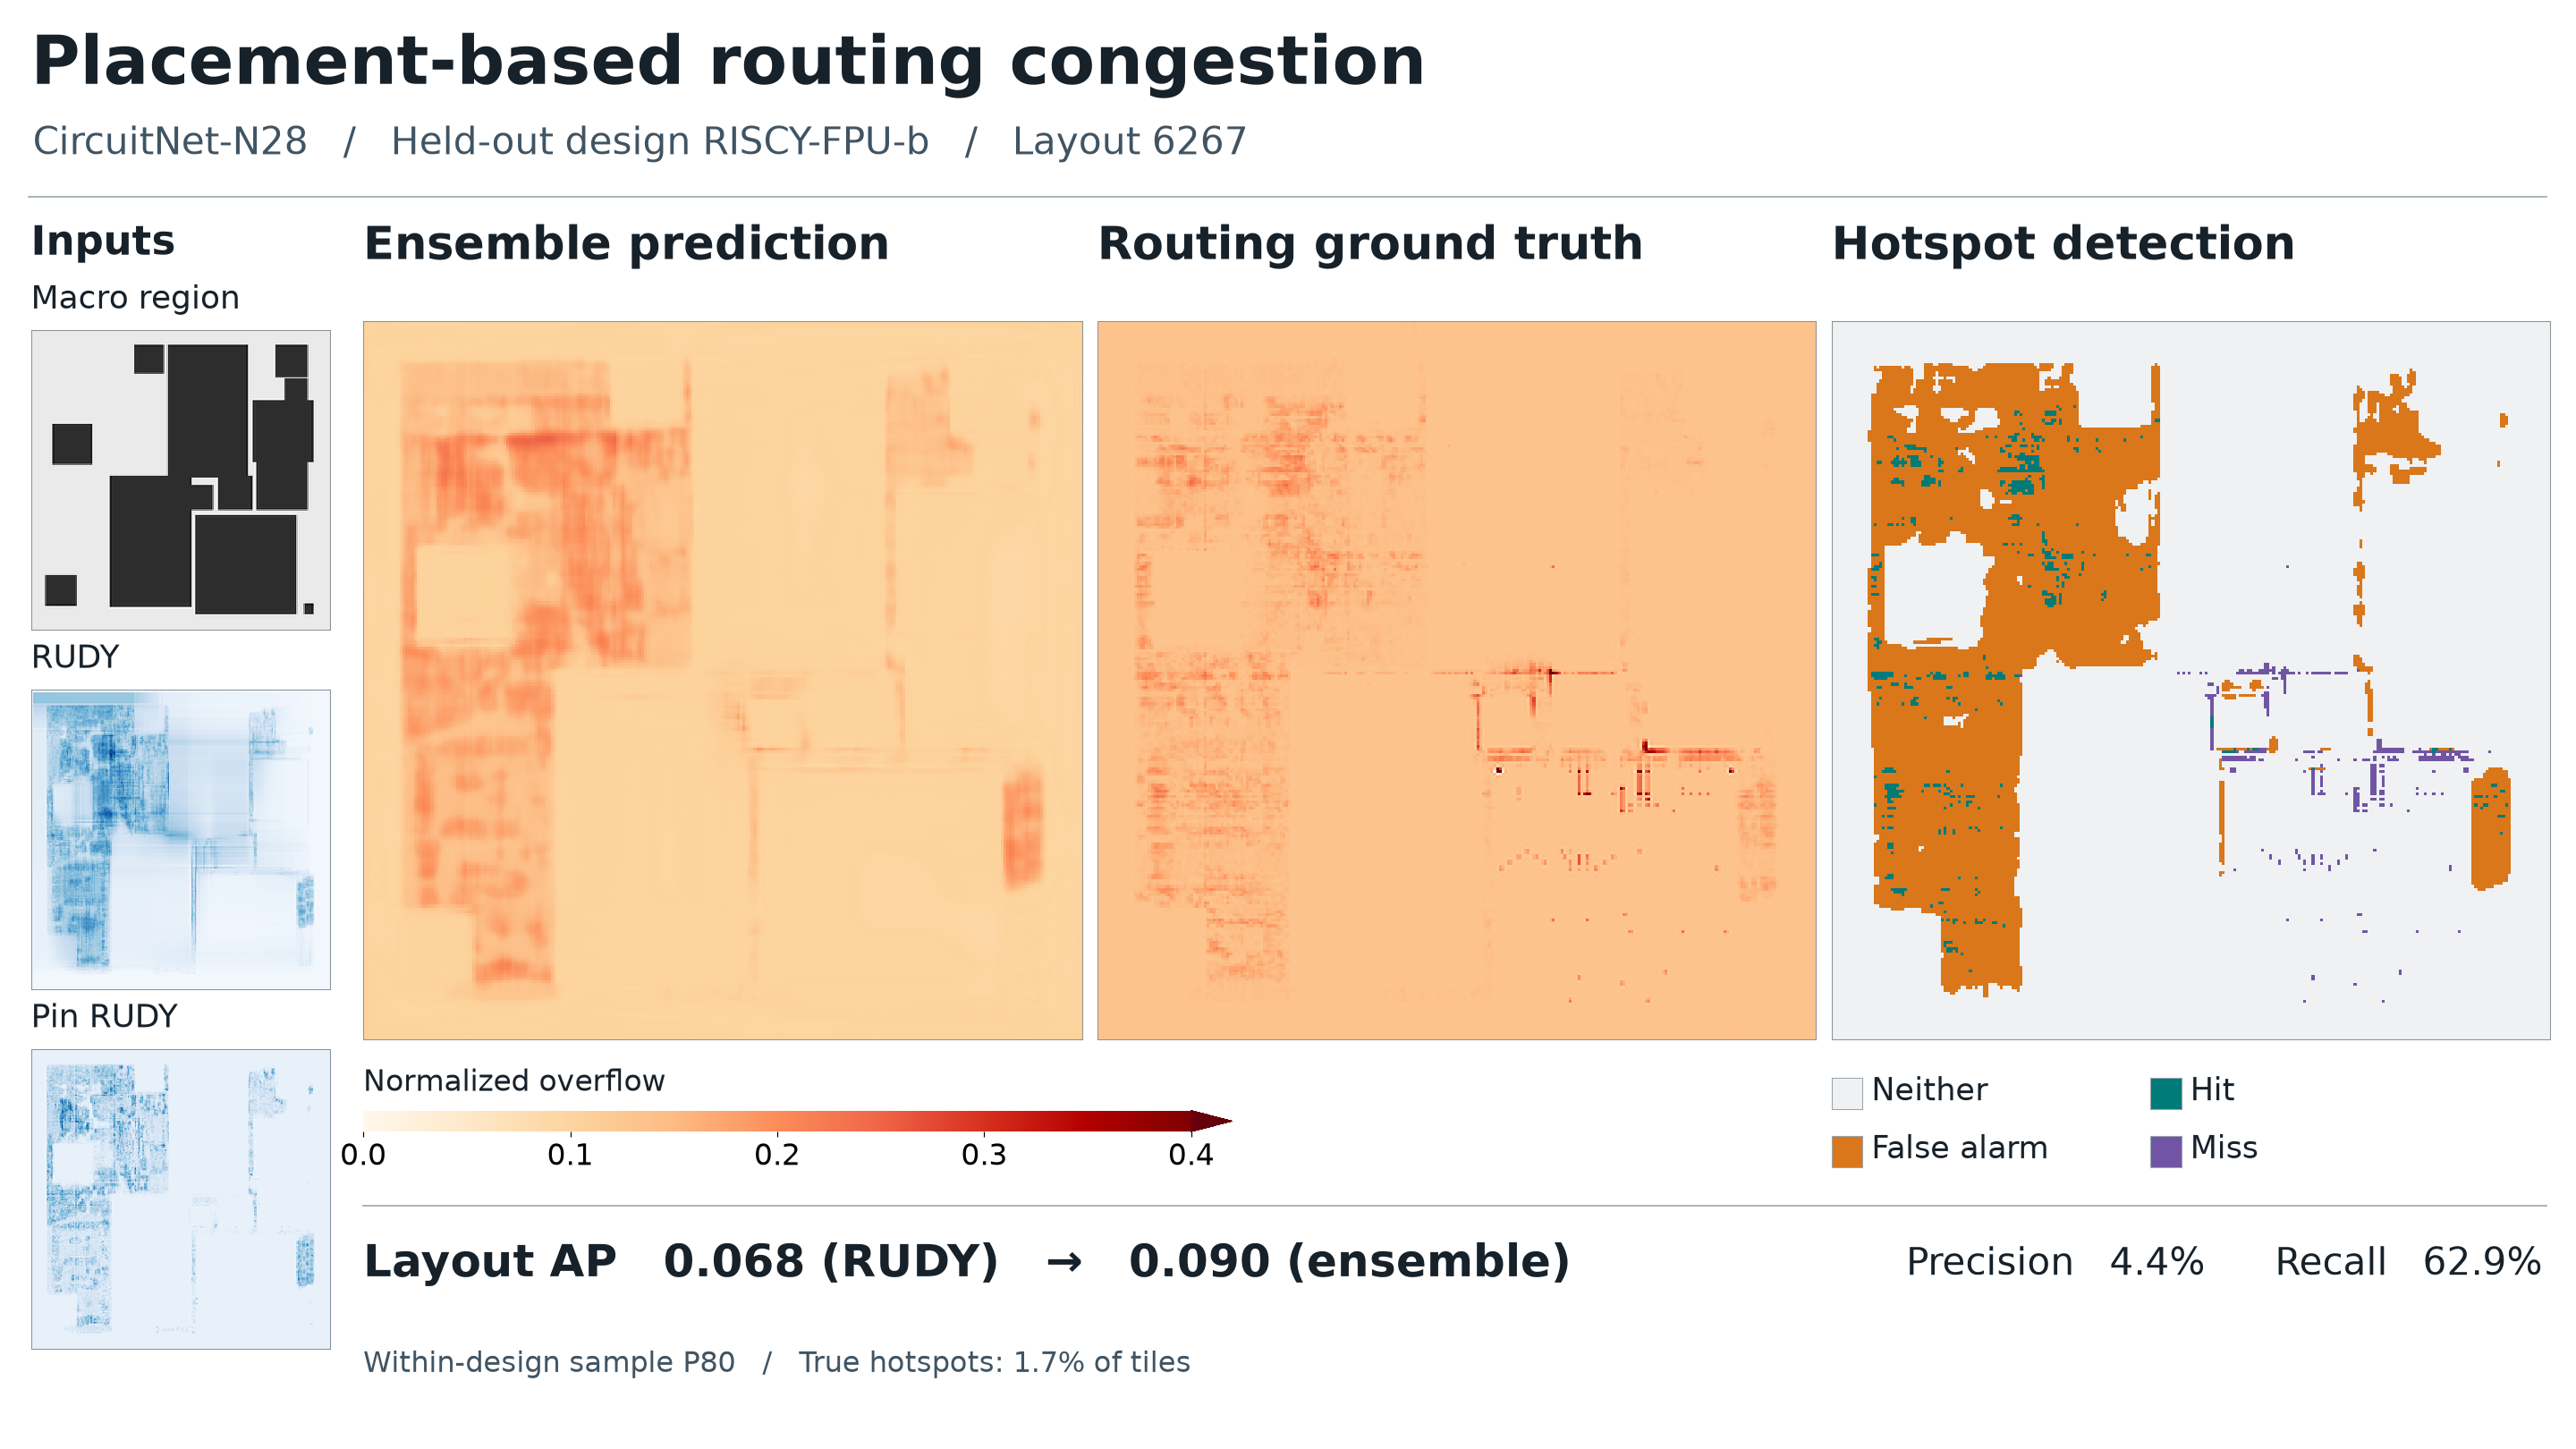 Placement-based routing congestion
CircuitNet-N28 / Held-out design RISCY-FPU-b / Layout 6267
Inputs
Macro region
RUDY
Pin RUDY
Ensemble prediction
Routing ground truth
Hotspot detection
Normalized overflow
0.0 0.1 0.2 0.3 0.4
Neither
Hit
False alarm
Miss
Layout AP 0.068 (RUDY) → 0.090 (ensemble)
Precision 4.4% Recall 62.9%
Within-design sample P80 / True hotspots: 1.7% of tiles